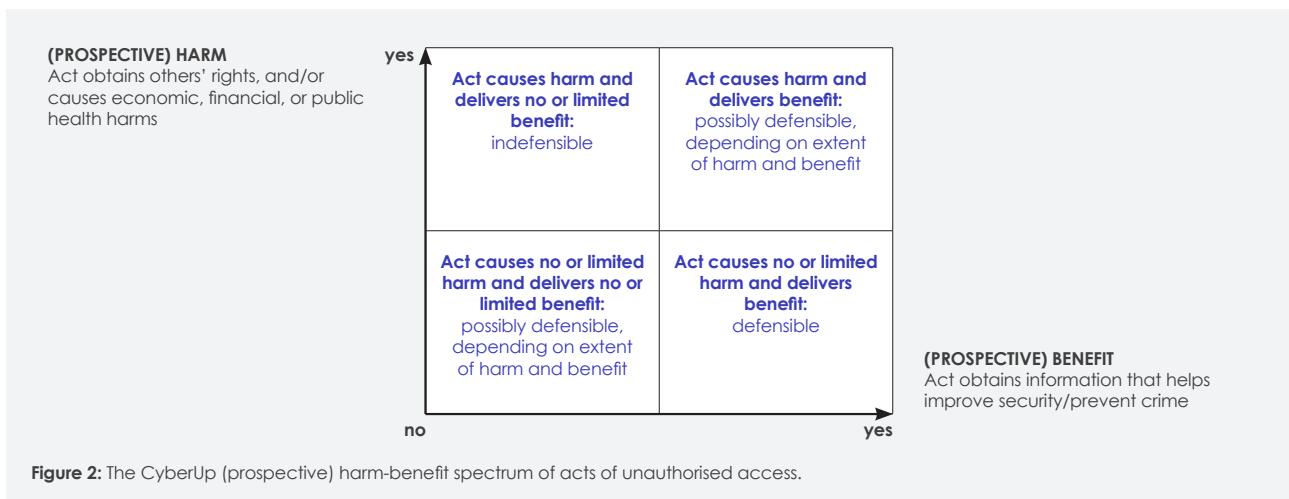 (PROSPECTIVE) HARM
Act obtains others’ rights, and/or
causes economic, financial, or public
health harms
yes
Act causes harm and
delivers no or limited
benefit:
indefensible
Act causes harm and
delivers benefit:
possibly defensible,
depending on extent
of harm and benefit
Act causes no or limited
harm and delivers no or
limited benefit:
possibly defensible,
depending on extent
of harm and benefit
Act causes no or limited
harm and delivers
benefit:
defensible
(PROSPECTIVE) BENEFIT
Act obtains information that helps
improve security/prevent crime
no
yes
Figure 2: The CyberUp (prospective) harm-benefit spectrum of acts of unauthorised access.